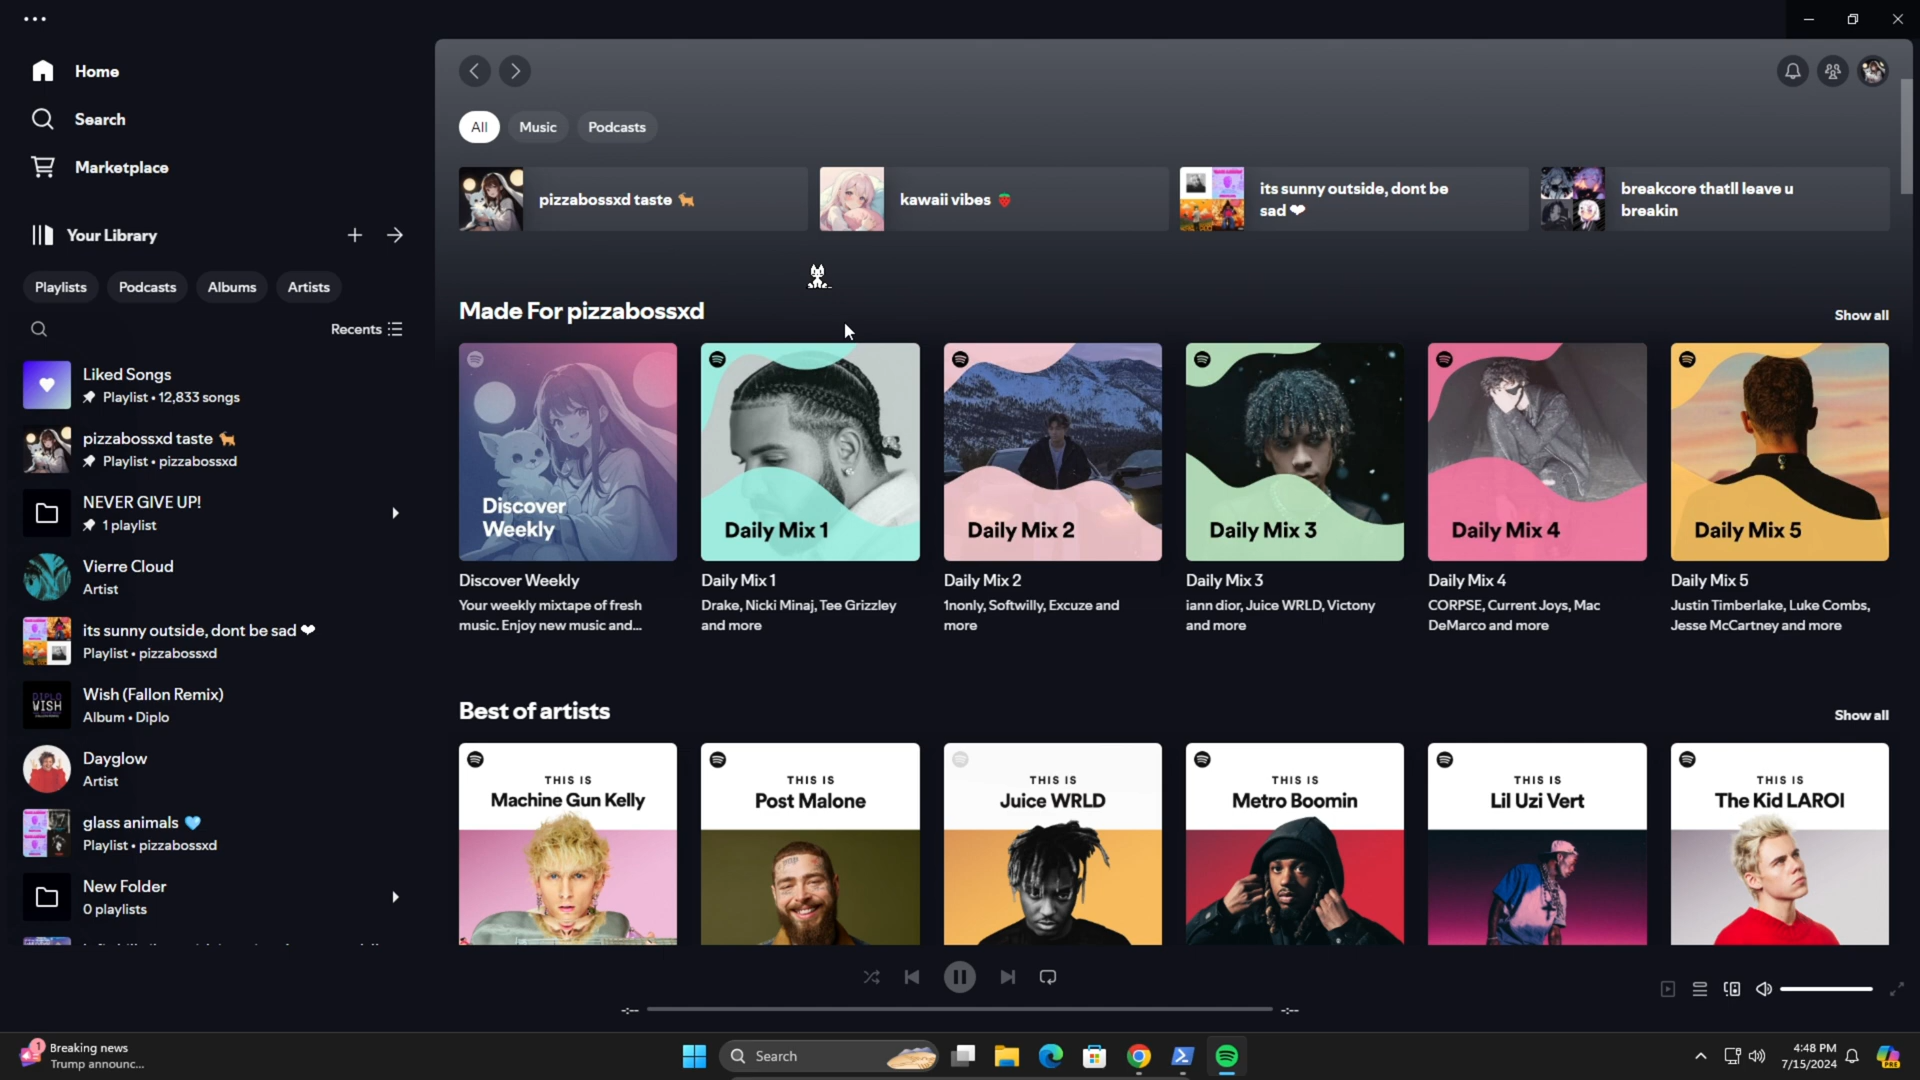 Home
Search
Marketplace
Your Library
Playlists
Podcasts
Albums
Artists
Recents
Liked Songs
Playlist • 12,833 songs
pizzabossxd taste 🐕
Playlist • pizzabossxd
NEVER GIVE UP!
1 playlist
Vierre Cloud
Artist
its sunny outside, dont be sad ❤
Playlist • pizzabossxd
DIPLO
WISH
Wish (Fallon Remix)
Album • Diplo
Dayglow
Artist
glass animals 🩵
Playlist • pizzabossxd
New Folder
0 playlists
All
Music
Podcasts
pizzabossxd taste 🐕
kawaii vibes 🍓
its sunny outside, dont be
sad ❤
breakcore thatll leave u
breakin
Made For pizzabossxd
Show all
Discover
Weekly
Daily Mix 1
Daily Mix 2
Daily Mix 3
Daily Mix 4
Daily Mix 5
Discover Weekly
Your weekly mixtape of fresh
music. Enjoy new music and...
Daily Mix 1
Drake, Nicki Minaj, Tee Grizzley
and more
Daily Mix 2
1nonly, Softwilly, Excuze and
more
Daily Mix 3
iann dior, Juice WRLD, Victony
and more
Daily Mix 4
CORPSE, Current Joys, Mac
DeMarco and more
Daily Mix 5
Justin Timberlake, Luke Combs,
Jesse McCartney and more
Best of artists
Show all
THIS IS
Machine Gun Kelly
THIS IS
Post Malone
THIS IS
Juice WRLD
THIS IS
Metro Boomin
THIS IS
Lil Uzi Vert
THIS IS
The Kid LAROI
-:--
-:--
1
Breaking news
Trump announc...
Search
4:48 PM
7/15/2024
PRE